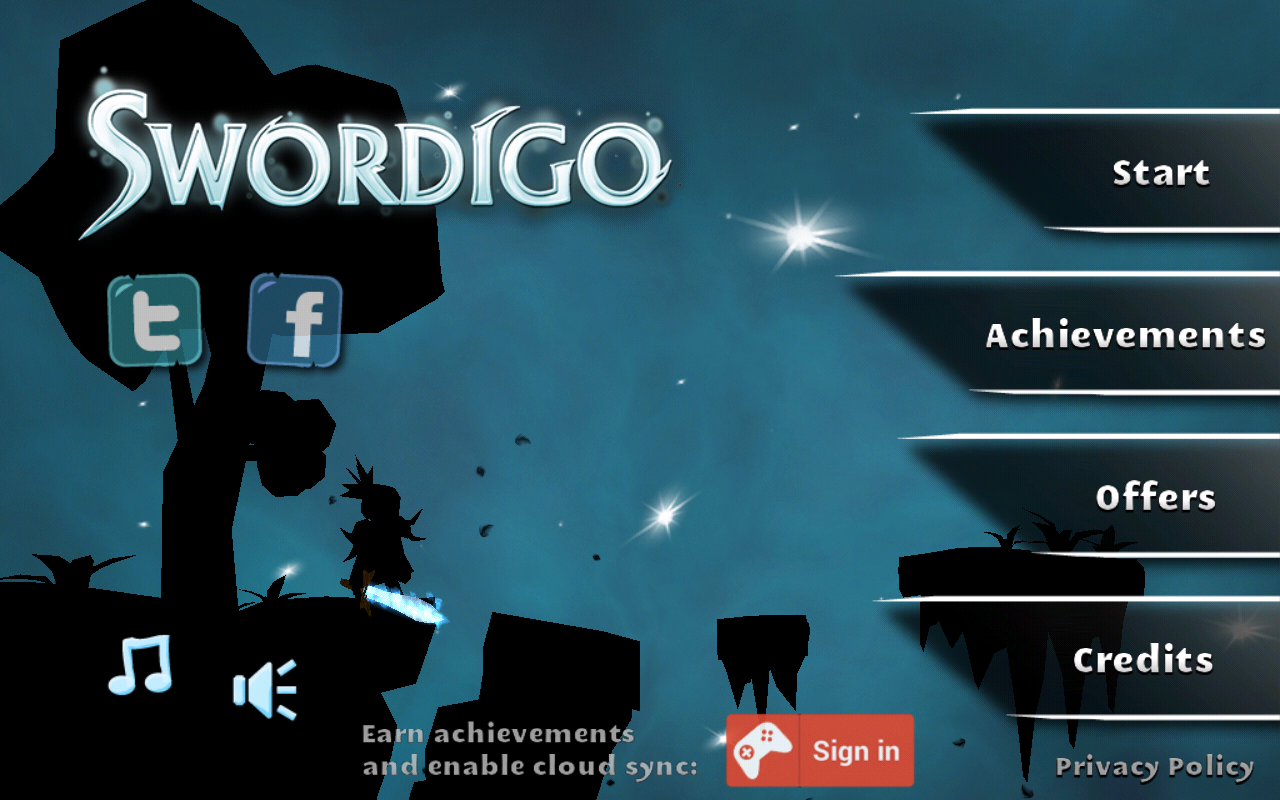 Swordigo
Start
Achievements
Offers
Credits
Earn achievements
and enable cloud sync:
Sign in
Privacy Policy